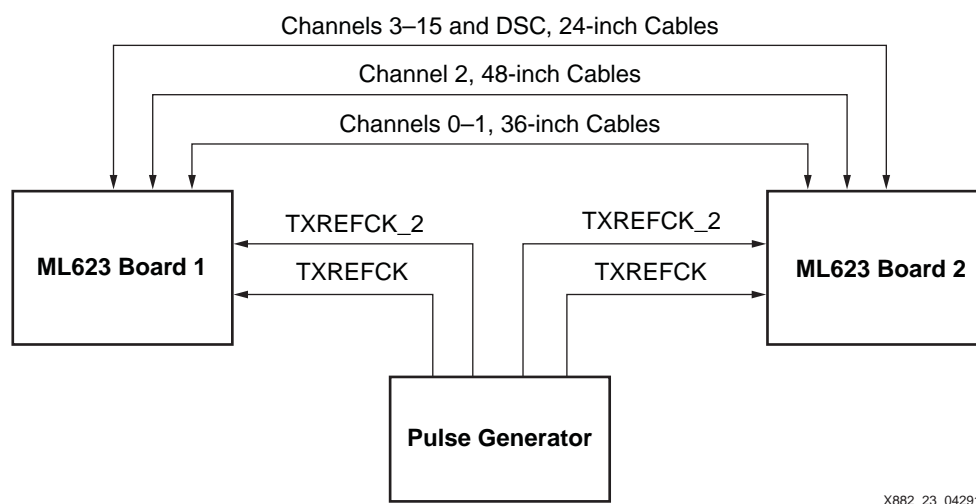 Channels 3–15 and DSC, 24-inch Cables
Channel 2, 48-inch Cables
Channels 0–1, 36-inch Cables
TXREFCK_2
TXREFCK_2
ML623 Board 1
TXREFCK
TXREFCK
ML623 Board 2
Pulse Generator
X882_23_04291